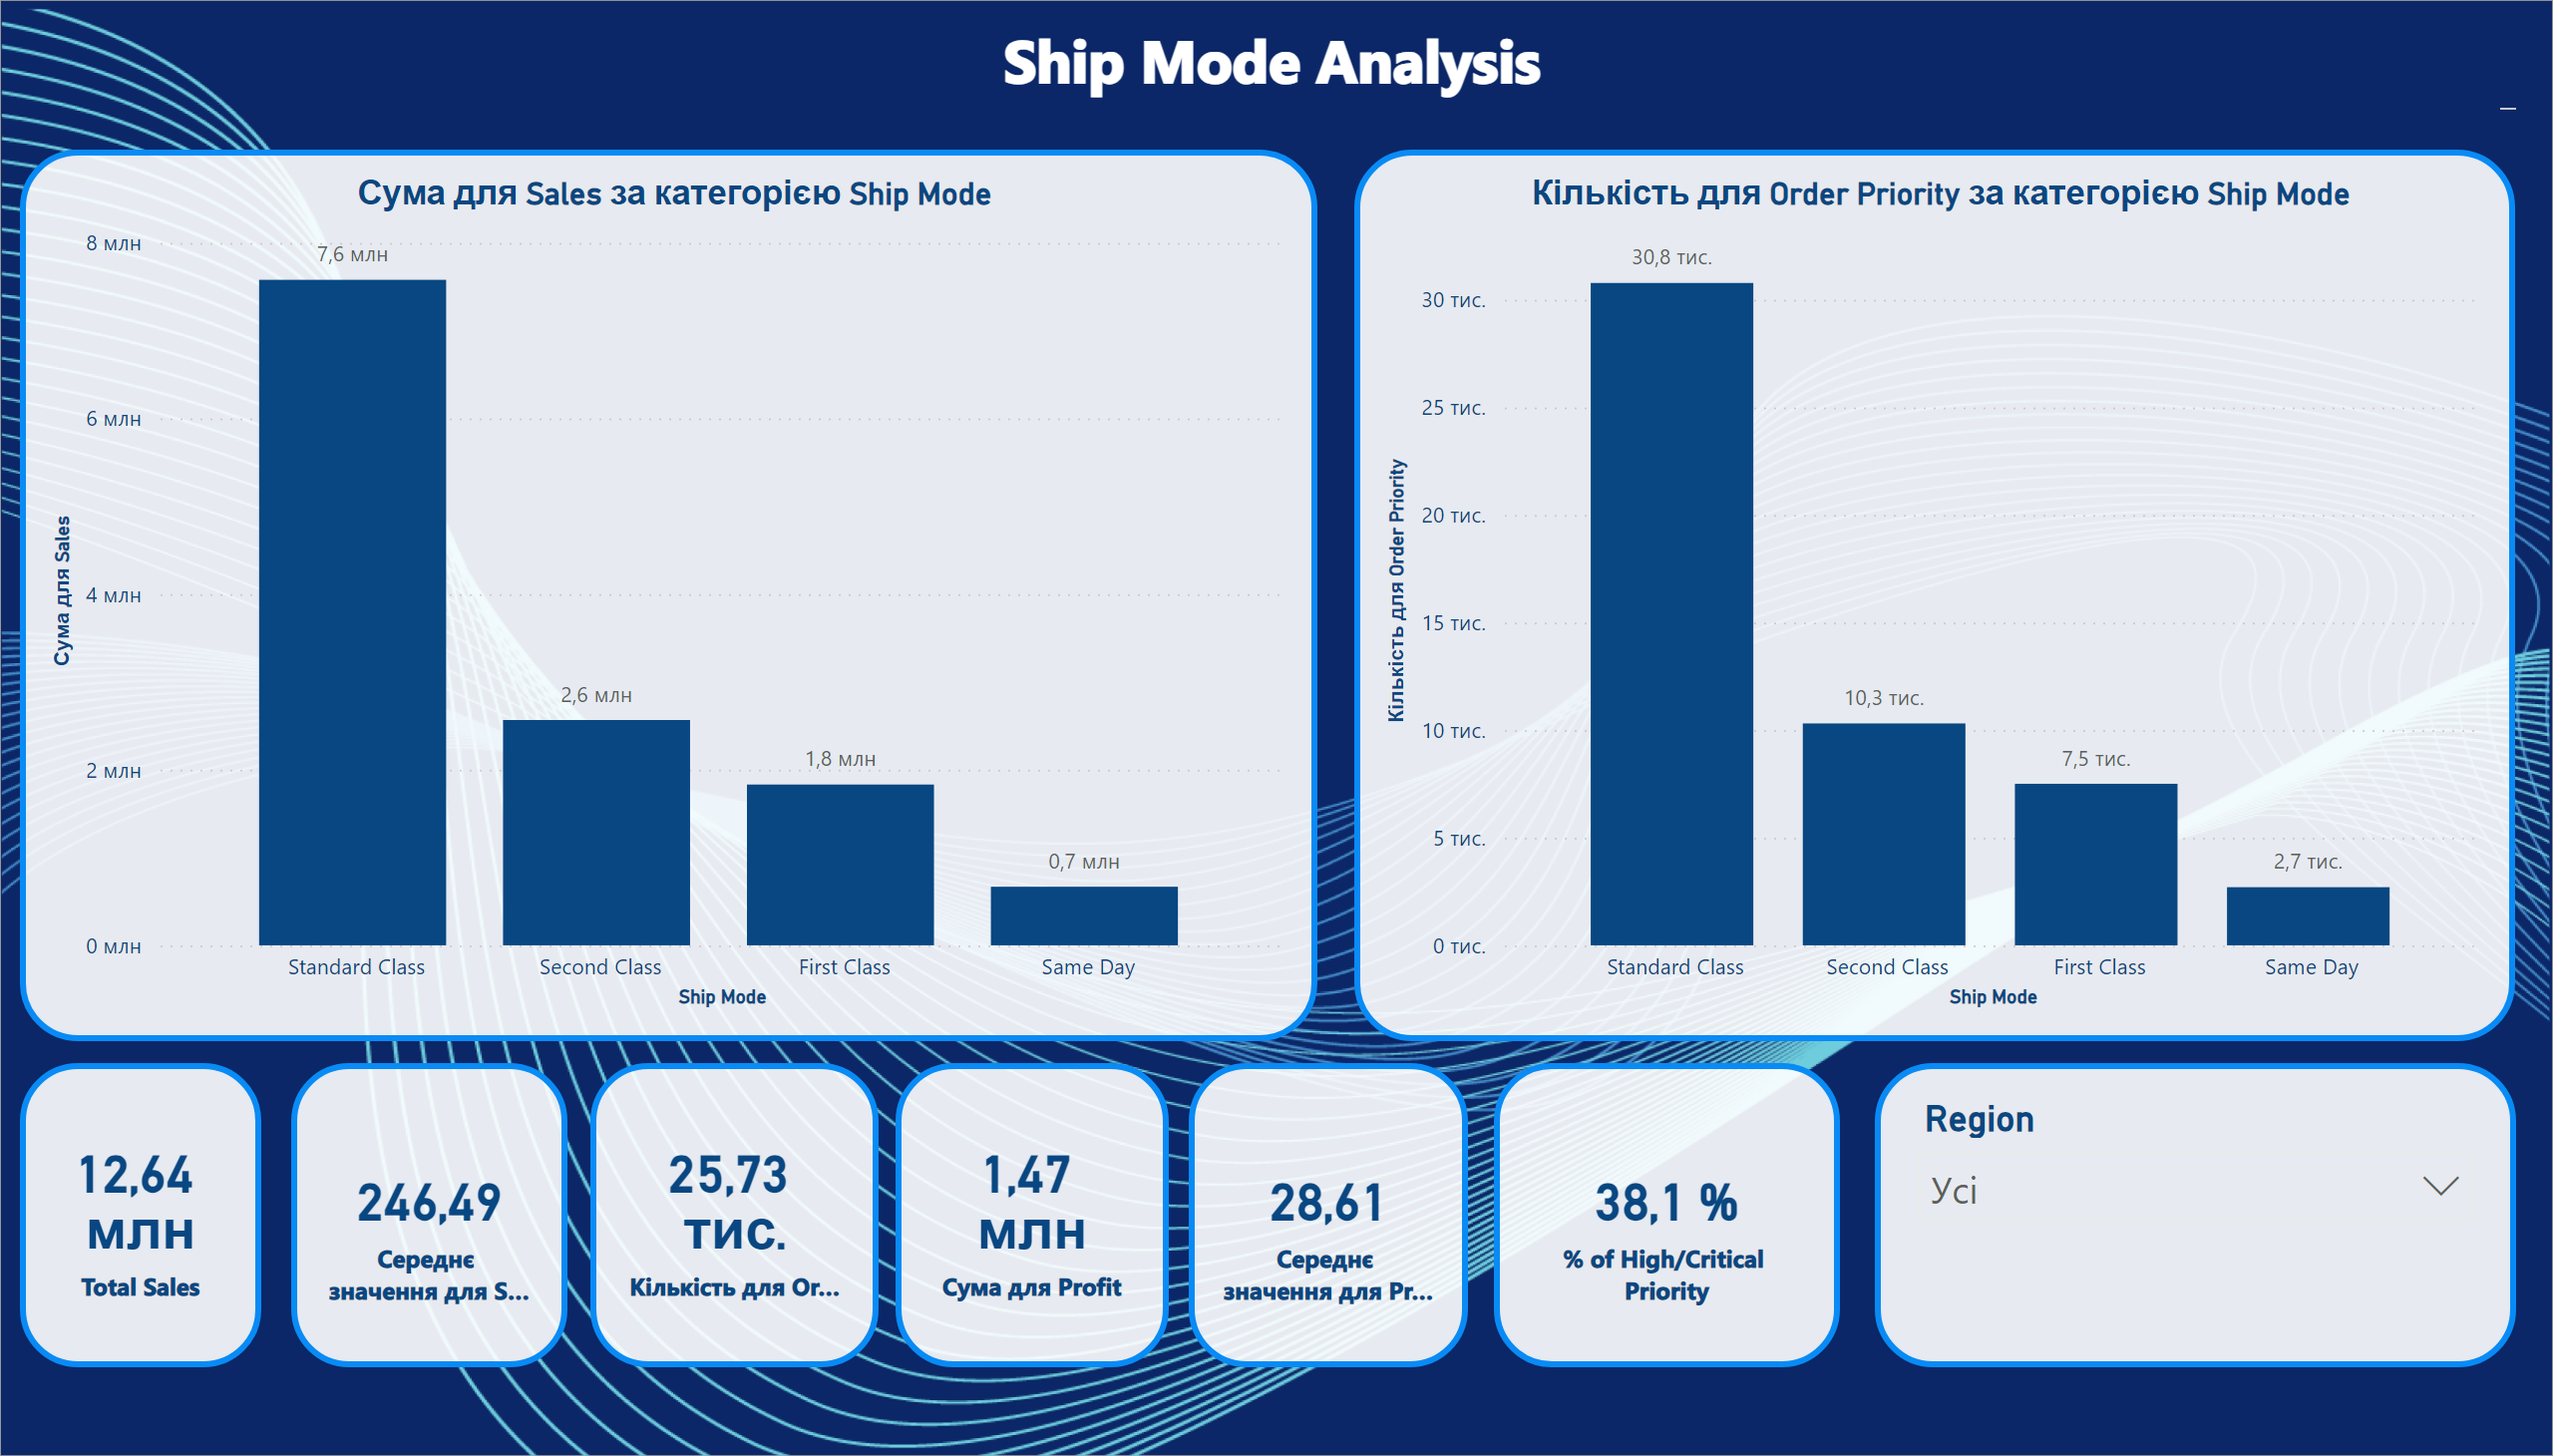 Ship Mode Analysis
Сума для Sales за категорією Ship Mode
Сума для Sales
8 млн
6 млн
4 млн
2 млн
0 млн
7,6 млн
2,6 млн
1,8 млн
0,7 млн
Standard Class
Second Class
First Class
Same Day
Ship Mode
Кількість для Order Priority за категорією Ship Mode
Кількість для Order Priority
30 тис.
25 тис.
20 тис.
15 тис.
10 тис.
5 тис.
0 тис.
30,8 тис.
10,3 тис.
7,5 тис.
2,7 тис.
Standard Class
Second Class
First Class
Same Day
Ship Mode
12,64
млн
Total Sales
246,49
Середнє
значення для S...
25,73
тис.
Кількість для Or...
1,47
млн
Сума для Profit
28,61
Середнє
значення для Pr...
38,1 %
% of High/Critical
Priority
Region
Усі